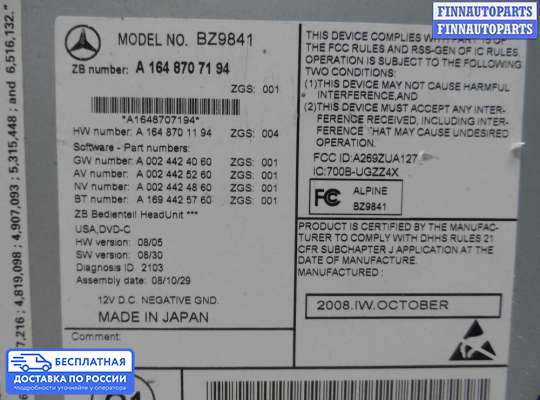 FINNAUTOPARTS
FINNAUTOPARTS
MODEL NO. BZ9841
ZB number: A 164 870 71 94
ZGS: 001
*A1648707194*
HW number: A 164 870 11 94 ZGS: 004
Software - Part numbers:
GW number: A 002 442 40 60 ZGS: 001
AV number: A 002 442 52 60 ZGS: 001
NV number: A 002 442 48 60 ZGS: 001
BT number: A 169 442 57 60 ZGS: 001
ZB Bedienteil HeadUnit ***
USA,DVD-C
HW version: 08/05
SW version: 08/30
Diagnosis ID 2103
Assembly date: 08/10/29
12V D.C. NEGATIVE GND.
MADE IN JAPAN
Comment:
THIS DEVICE COMPLIES WITH PART 15 OF
THE FCC RULES AND RSS-GEN OF IC RULES
OPERATION IS SUBJECT TO THE FOLLOWING
TWO CONDITIONS:
(1)THIS DEVICE MAY NOT CAUSE HARMFUL
INTERFERENCE,AND
(2)THIS DEVICE MUST ACCEPT ANY INTER-
FERENCE RECEIVED, INCLUDING INTERFER-
ENCE THAT MAY CAUSE UNDESIRED
OPERATION.
FCC ID:A269ZUA127
IC:700B-UGZZ4X
FC ALPINE
BZ9841
PRODUCT IS CERTIFIED BY THE MANUFAC-
TURER TO COMPLY WITH DHHS RULES 21
CFR SUBCHAPTER J APPLICATION AT THE
DATE OF MANUFACTURE.
MANUFACTURED :
2008.IW.OCTOBER
7,216 ; 4,819,098 ; 4,907,093 ; 5,315,448 ; and 6,516,132."
БЕСПЛАТНАЯ
ДОСТАВКА ПО РОССИИ
подробности уточняйте у оператора